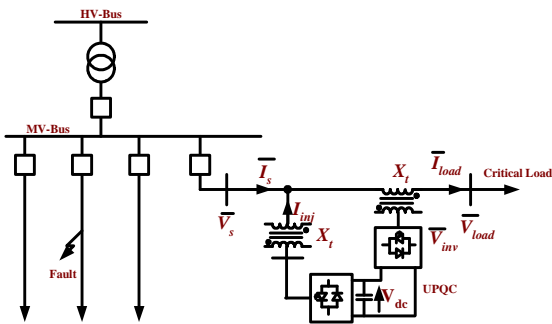 HV-Bus
MV-Bus
Fault
I_s
V_s
I_inj
X_t
X_t
I_load
Critical Load
V_load
V_inv
V_dc
UPQC